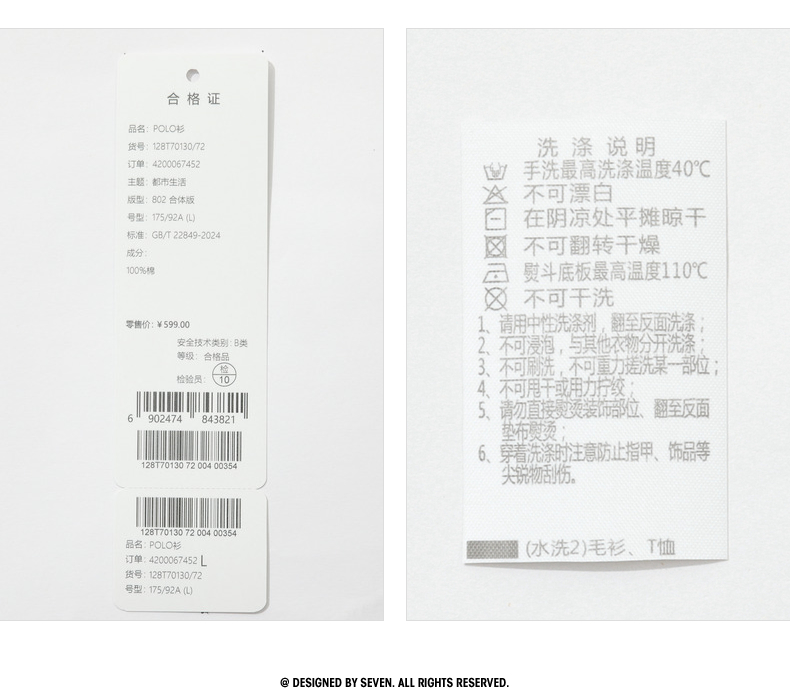 合格证
品名: POLO衫
货号: 128T70130/72
订单: 4200067452
主题: 都市生活
版型: 802 合体版
号型: 175/92A (L)
标准: GB/T 22849-2024
成分:
100%棉
零售价: ¥599.00
安全技术类别: B类
等级: 合格品
检验员: 检 10
6 902474 843821
128T70130 72 004 00354
128T70130 72 004 00354
品名: POLO衫
订单: 4200067452 L
货号: 128T70130/72
号型: 175/92A (L)
洗涤说明
手洗最高洗涤温度40℃
不可漂白
在阴凉处平摊晾干
不可翻转干燥
熨斗底板最高温度110℃
不可干洗
1、请用中性洗涤剂，翻至反面洗涤；
2、不可浸泡，与其他衣物分开洗涤；
3、不可刷洗，不可重力搓洗某一部位；
4、不可甩干或用力拧绞；
5、请勿直接熨烫装饰部位、翻至反面
垫布熨烫；
6、穿着洗涤时注意防止指甲、饰品等
尖锐物刮伤。
(水洗2)毛衫、T恤
@ DESIGNED BY SEVEN. ALL RIGHTS RESERVED.